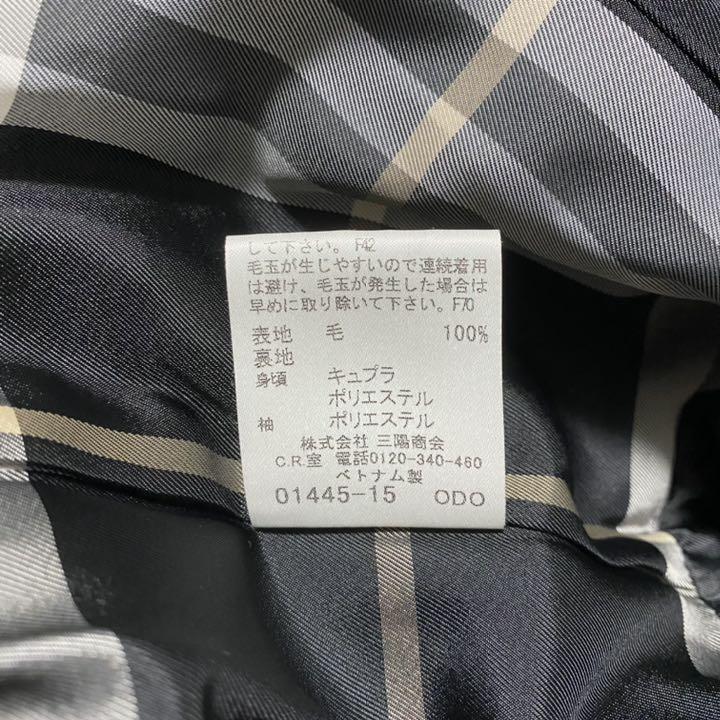 して下さい。 F42
毛玉が生じやすいので連続着用
は避け、毛玉が発生した場合は
早めに取り除いて下さい。F70
表地 毛 100%
裏地
身頃 キュプラ
ポリエステル
袖 ポリエステル
株式会社 三陽商会
C.R.室 電話0120-340-460
ベトナム製
01445-15 ODO